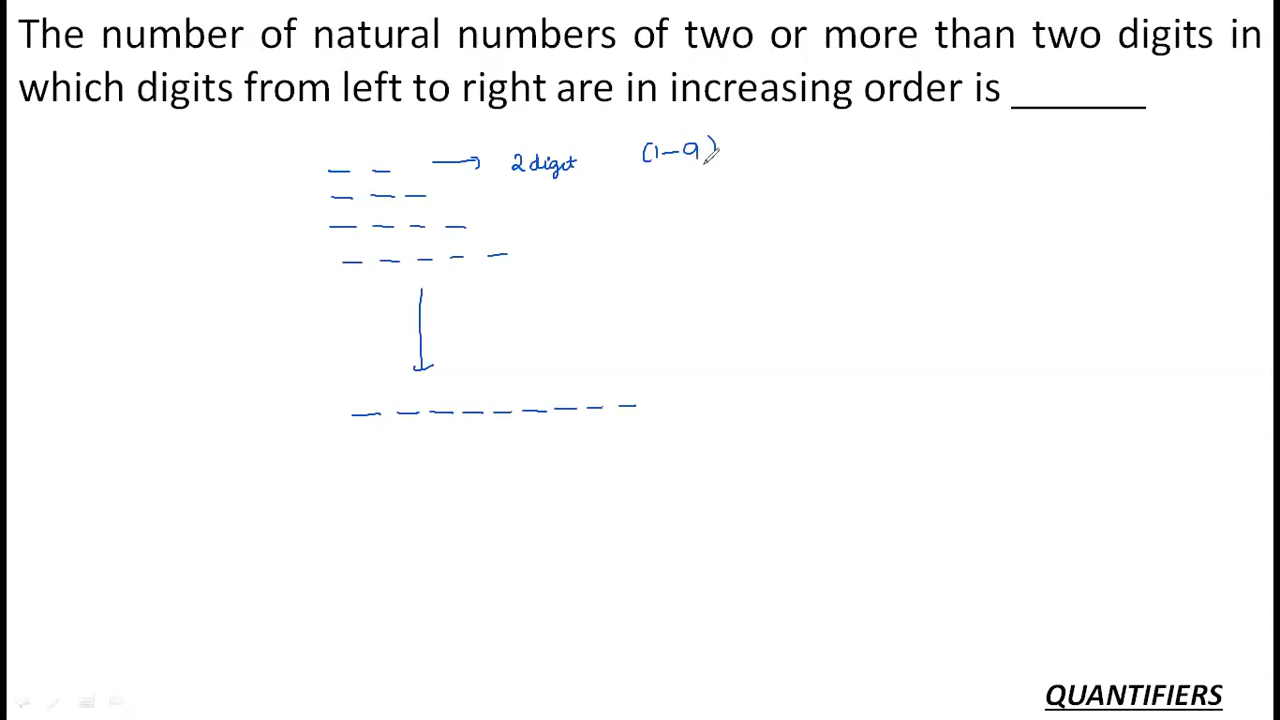 The number of natural numbers of two or more than two digits in
which digits from left to right are in increasing order is ______
2 digit (1-9)
QUANTIFIERS